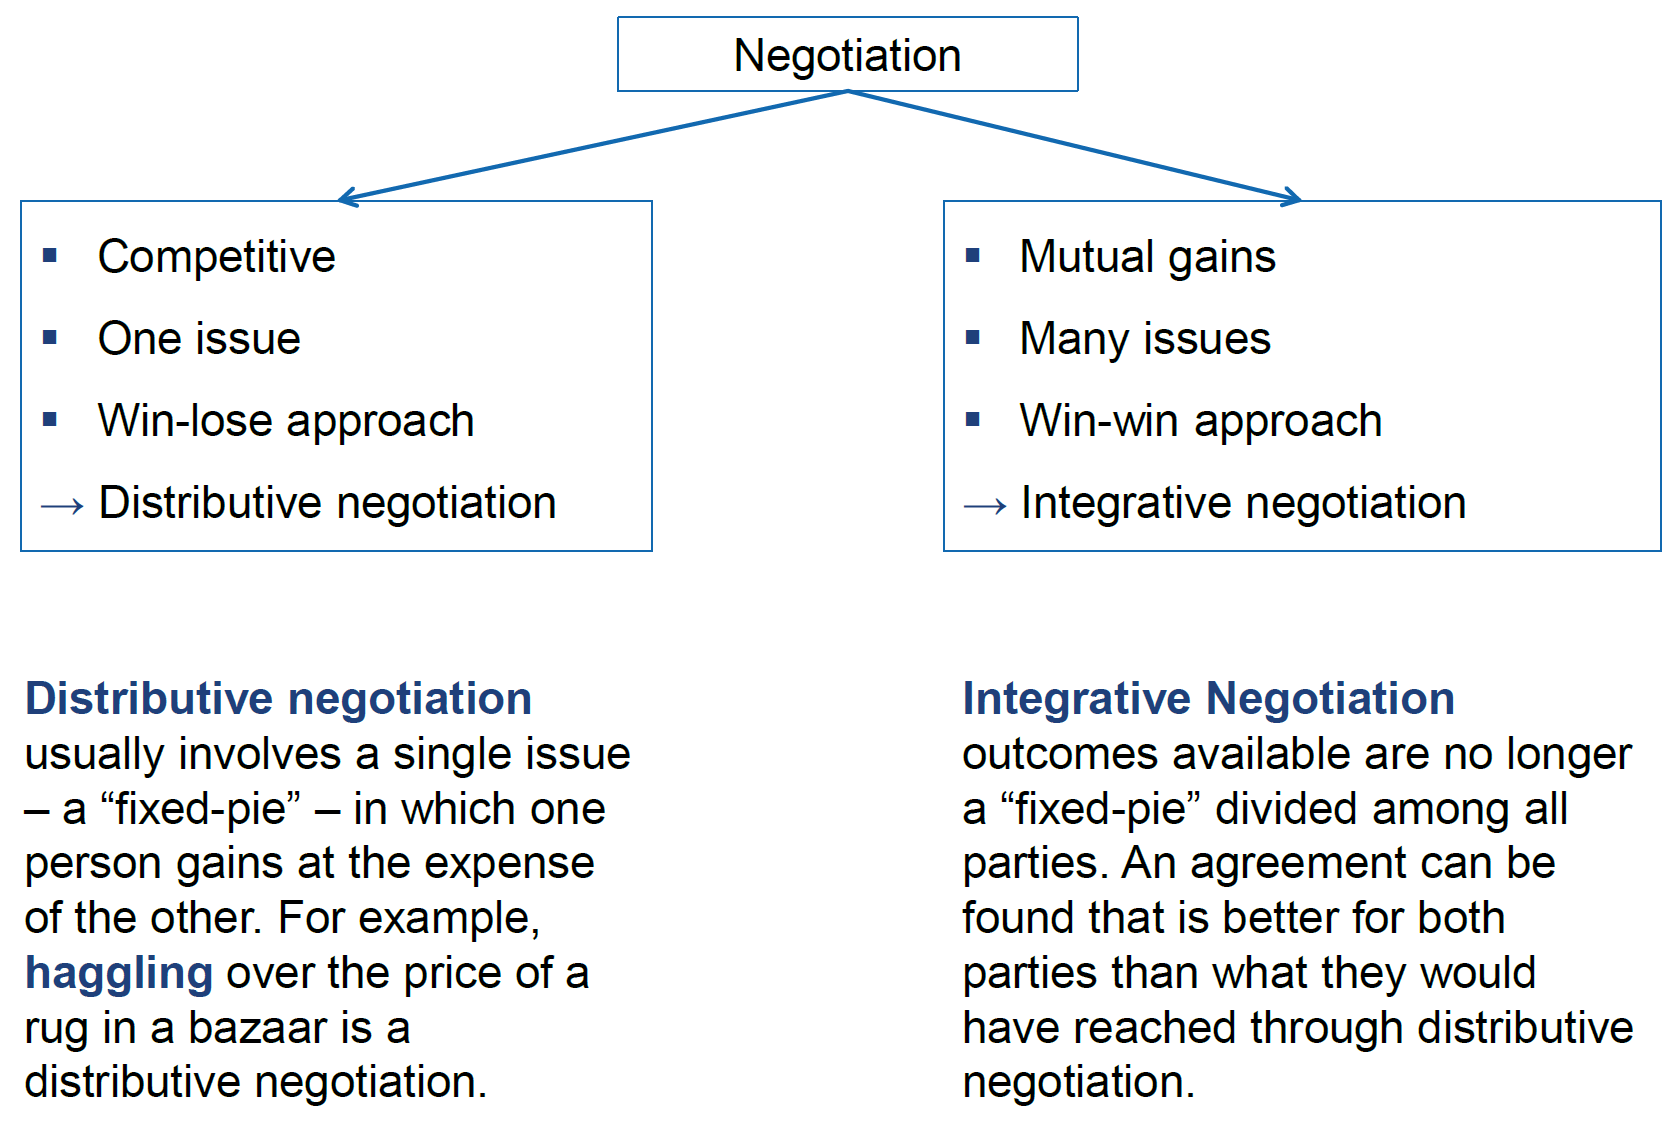 Negotiation
▪ Competitive
▪ One issue
▪ Win-lose approach
→ Distributive negotiation
▪ Mutual gains
▪ Many issues
▪ Win-win approach
→ Integrative negotiation
Distributive negotiation
usually involves a single issue
– a “fixed-pie” – in which one
person gains at the expense
of the other. For example,
haggling over the price of a
rug in a bazaar is a
distributive negotiation.
Integrative Negotiation
outcomes available are no longer
a “fixed-pie” divided among all
parties. An agreement can be
found that is better for both
parties than what they would
have reached through distributive
negotiation.